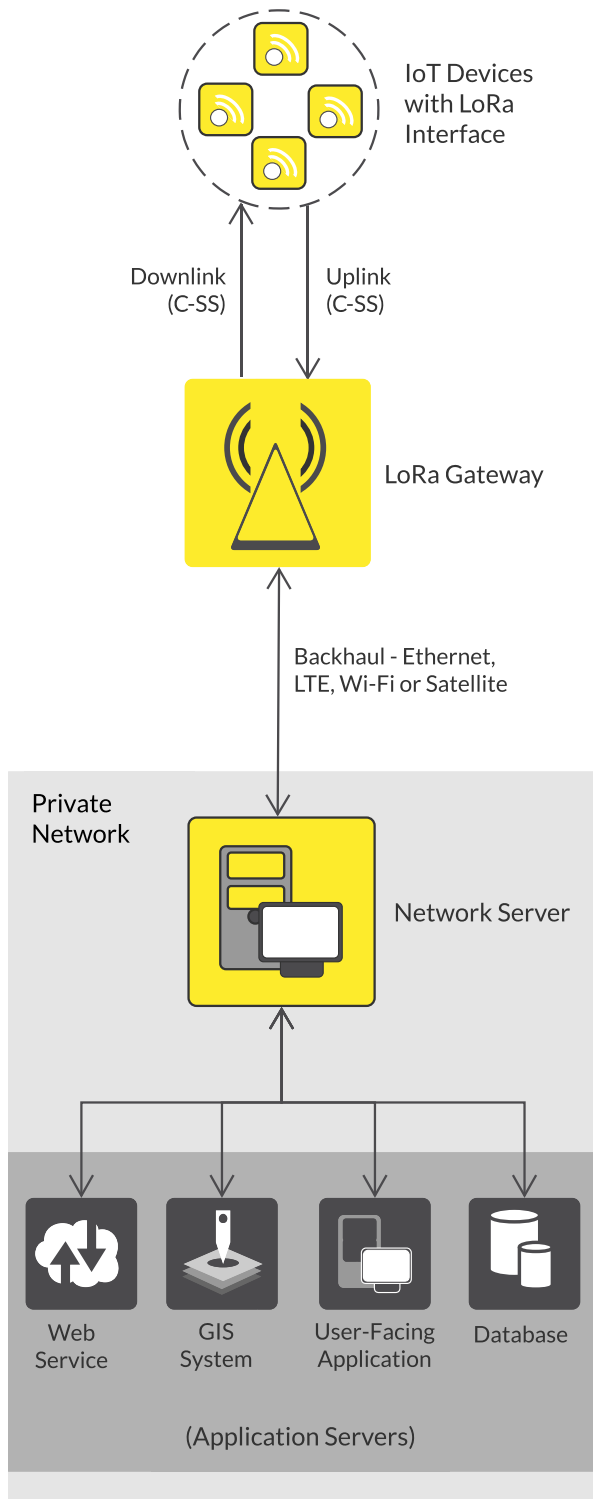 IoT Devices
with LoRa
Interface
Downlink
(C-SS)
Uplink
(C-SS)
LoRa Gateway
Backhaul - Ethernet,
LTE, Wi-Fi or Satellite
Private
Network
Network Server
Web
Service
GIS
System
User-Facing
Application
Database
(Application Servers)